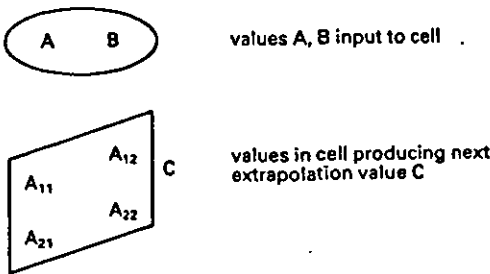 A B values A, B input to cell .
A₁₂
A₁₁ C values in cell producing next
extrapolation value C
A₂₂
A₂₁